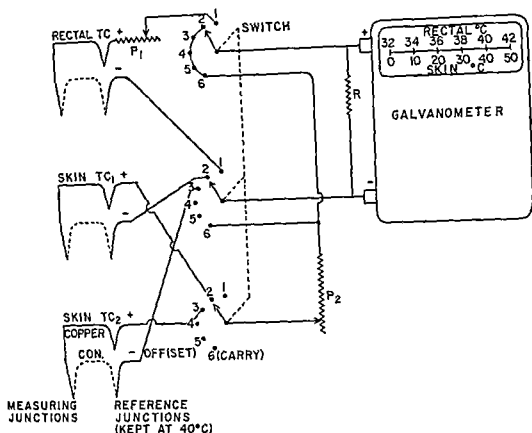 SWITCH
RECTAL TC +
P1
-
1
2
3
4
5
6
+
RECTAL °C
32 34 36 38 40 42
0 10 20 30 40 50
SKIN °C
R
GALVANOMETER
-
SKIN TC1 +
-
1
2
3
4
5
6
P2
SKIN TC2 +
COPPER
CON.
-
1
2
3
4
5
OFF(SET)
6(CARRY)
MEASURING
JUNCTIONS
REFERENCE
JUNCTIONS
(KEPT AT 40°C)